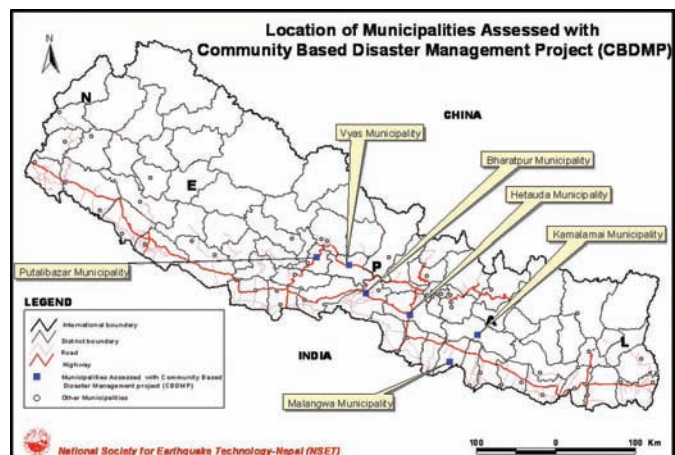 Location of Municipalities Assessed with
Community Based Disaster Management Project (CBDMP)
N
N
CHINA
Vyas Municipality
Bharatpur Municipality
E
Hetauda Municipality
Kamalamai Municipality
P
Putalibazar Municipality
A
L
LEGEND
International boundary
District boundary
Road
Highway
Municipalities Assessed with Community Based
Disaster Management project (CBDMP)
Other Municipalities
INDIA
Malangwa Municipality
National Society for Earthquake Technology-Nepal (NSET)
100 0 100 Km